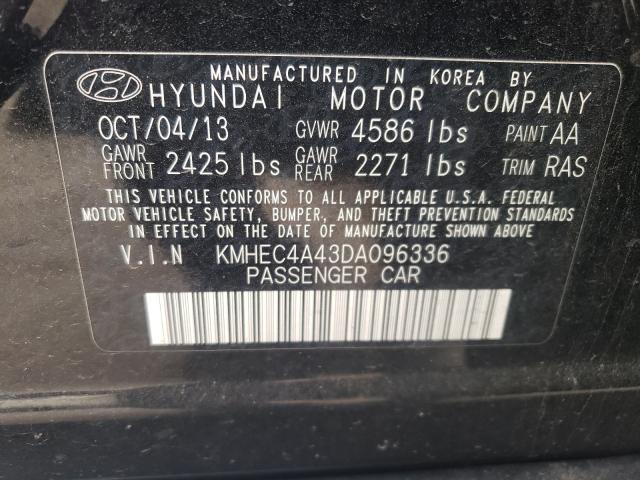 MANUFACTURED IN KOREA BY
HYUNDAI MOTOR COMPANY
OCT/04/13 GVWR 4586 lbs PAINT AA
GAWR FRONT 2425 lbs GAWR REAR 2271 lbs TRIM RAS
THIS VEHICLE CONFORMS TO ALL APPLICABLE U.S.A. FEDERAL
MOTOR VEHICLE SAFETY, BUMPER, AND THEFT PREVENTION STANDARDS
IN EFFECT ON THE DATE OF MANUFACTURE SHOWN ABOVE
V.I.N KMHEC4A43DA096336
PASSENGER CAR